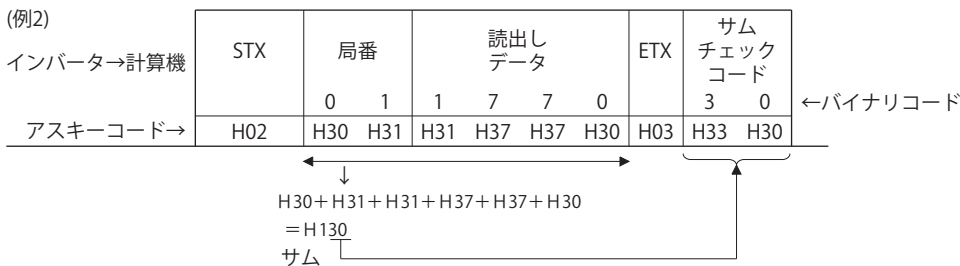 (例2)
インバータ→計算機
STX 局番 読出しデータ ETX サムチェックコード
0 1 1 7 7 0 3 0 ←バイナリコード
アスキーコード→ H02 H30 H31 H31 H37 H37 H30 H03 H33 H30
↓
H30+H31+H31+H37+H37+H30
=H130
サム